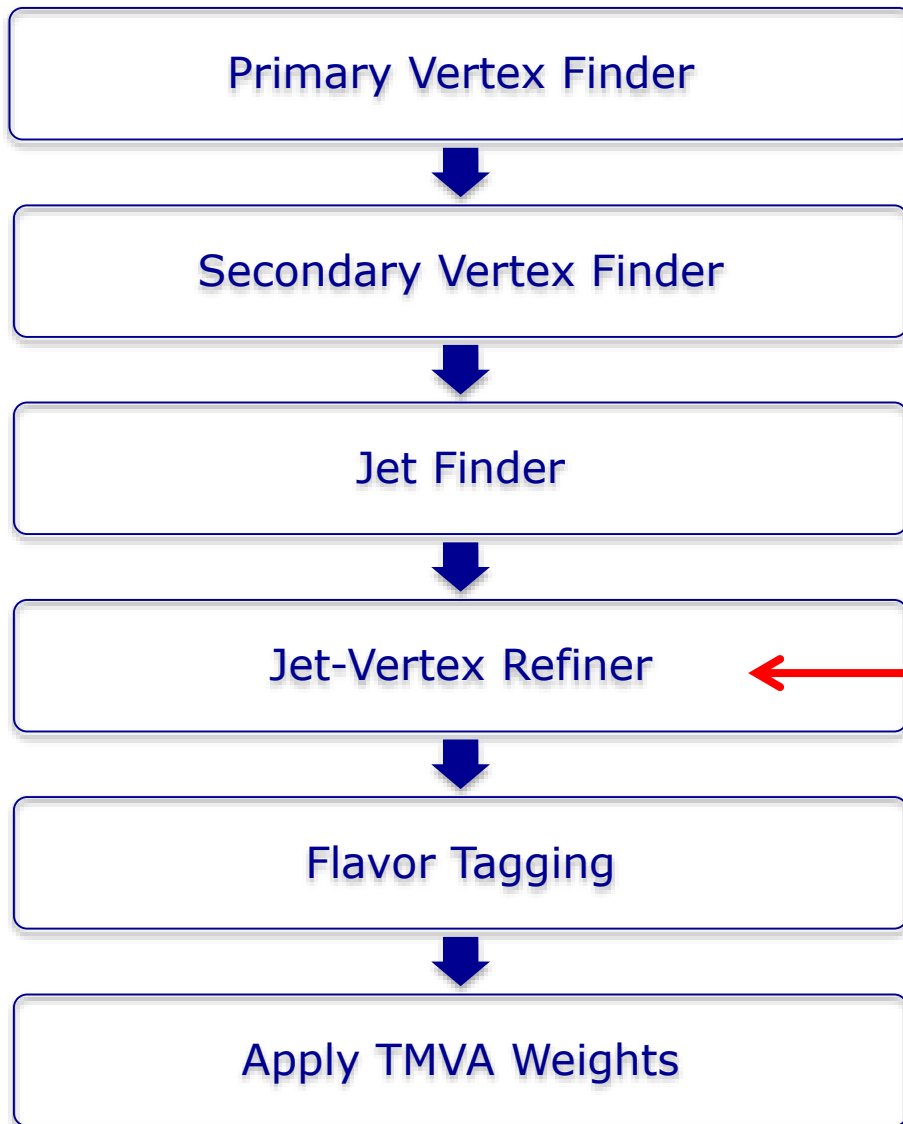 Primary Vertex Finder
Secondary Vertex Finder
Jet Finder
Jet-Vertex Refiner
Flavor Tagging
Apply TMVA Weights